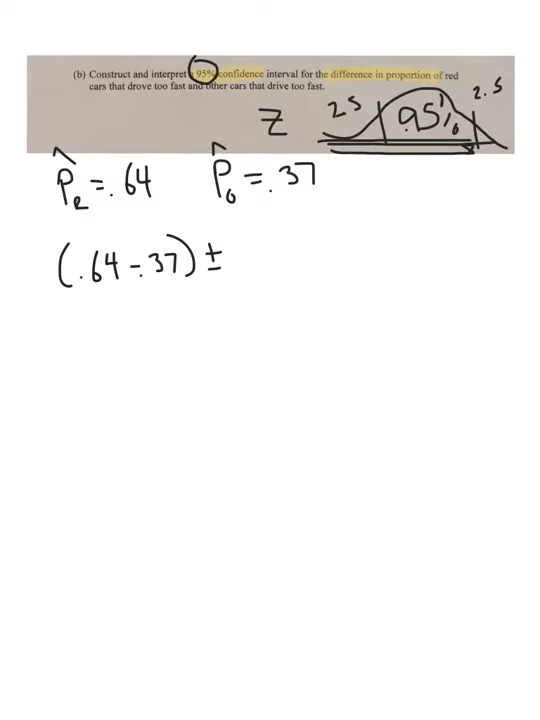 (b) Construct and interpret a 95% confidence interval for the difference in proportion of red
cars that drove too fast and other cars that drive too fast.
Z 2.5 95% 2.5
P̂R = .64 P̂o = .37
(.64 - .37) ±